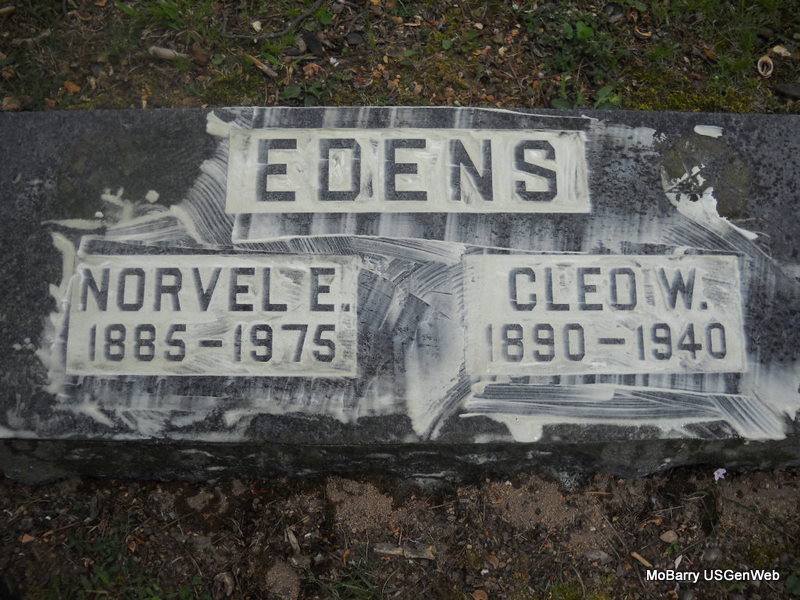 EDENS
NORVEL E.
1885-1975
CLEO W.
1890-1940
MoBarry USGenWeb